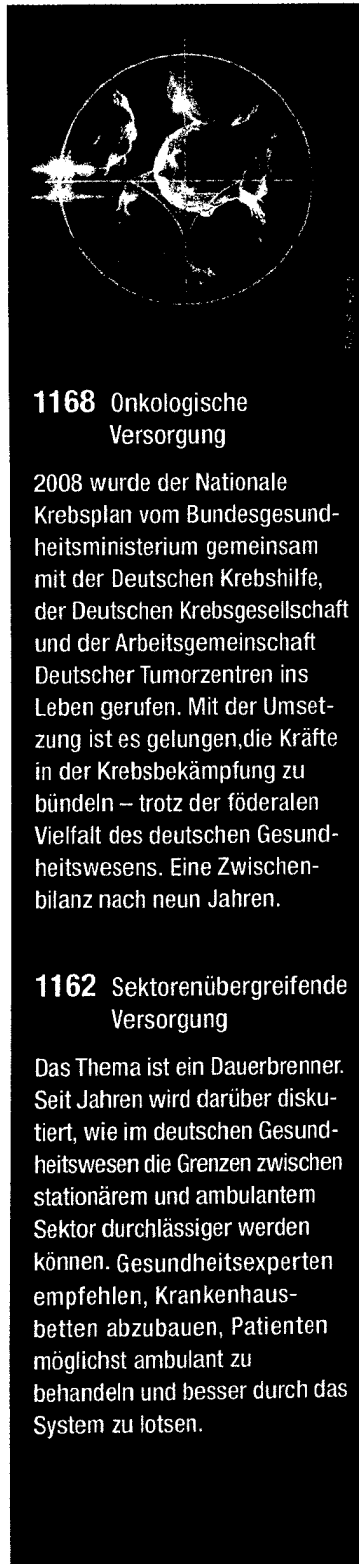 1168 Onkologische
Versorgung
2008 wurde der Nationale
Krebsplan vom Bundesgesund-
heitsministerium gemeinsam
mit der Deutschen Krebshilfe,
der Deutschen Krebsgesellschaft
und der Arbeitsgemeinschaft
Deutscher Tumorzentren ins
Leben gerufen. Mit der Umset-
zung ist es gelungen,die Kräfte
in der Krebsbekämpfung zu
bündeln – trotz der föderalen
Vielfalt des deutschen Gesund-
heitswesens. Eine Zwischen-
bilanz nach neun Jahren.
1162 Sektorenübergreifende
Versorgung
Das Thema ist ein Dauerbrenner.
Seit Jahren wird darüber disku-
tiert, wie im deutschen Gesund-
heitswesen die Grenzen zwischen
stationärem und ambulantem
Sektor durchlässiger werden
können. Gesundheitsexperten
empfehlen, Krankenhaus-
betten abzubauen, Patienten
möglichst ambulant zu
behandeln und besser durch das
System zu lotsen.